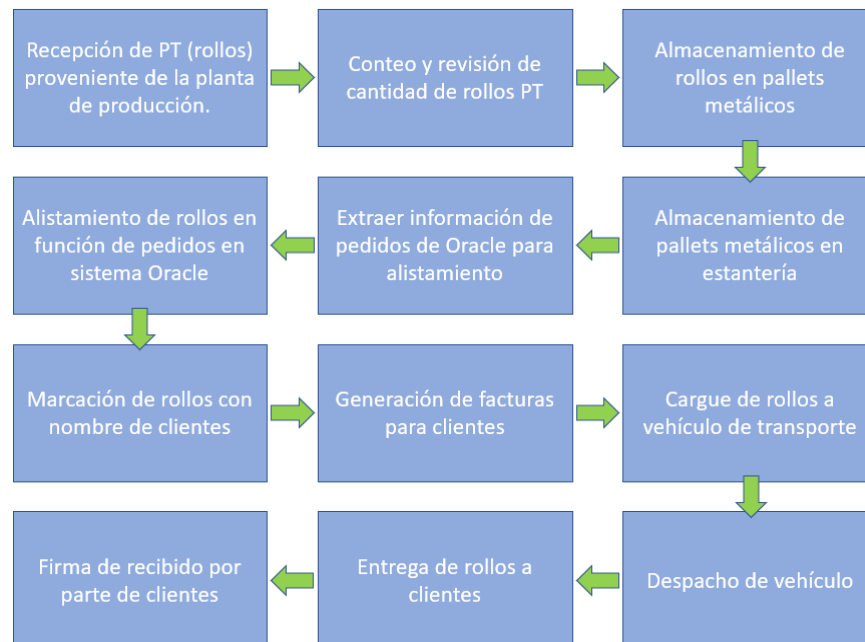 Recepción de PT (rollos)
proveniente de la planta
de producción.
Conteo y revisión de
cantidad de rollos PT
Almacenamiento de
rollos en pallets
metálicos
Almacenamiento de
pallets metálicos en
estantería
Extraer información de
pedidos de Oracle para
alistamiento
Alistamiento de rollos en
función de pedidos en
sistema Oracle
Marcación de rollos con
nombre de clientes
Generación de facturas
para clientes
Cargue de rollos a
vehículo de transporte
Despacho de vehículo
Entrega de rollos a
clientes
Firma de recibido por
parte de clientes